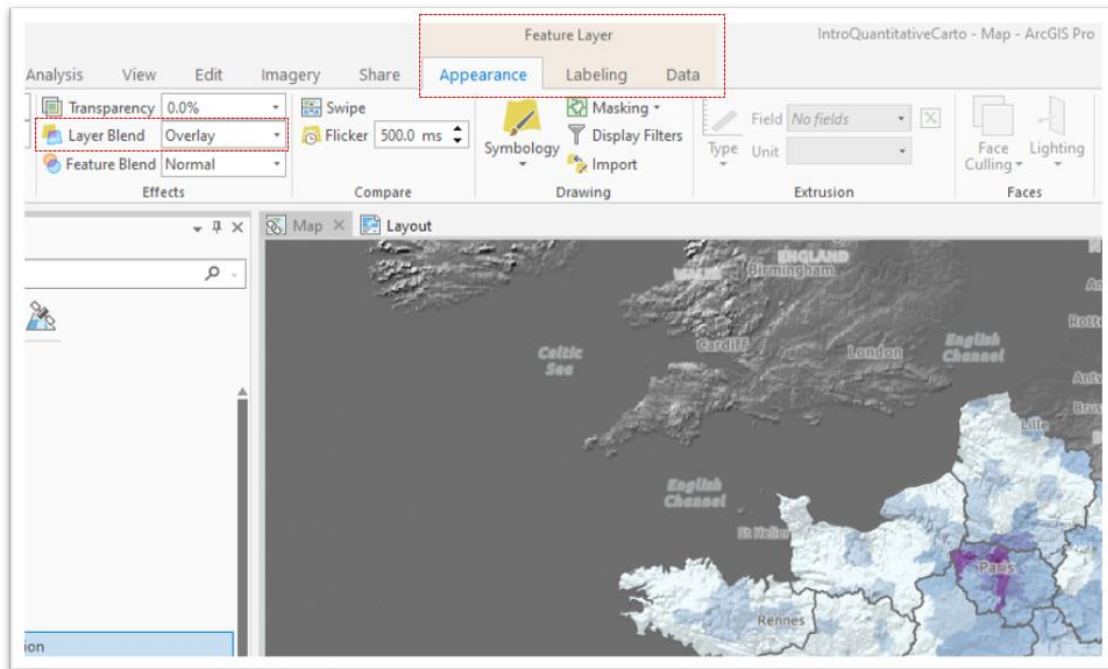 Feature Layer
IntroQuantitativeCarto - Map - ArcGIS Pro
Analysis View Edit Imagery Share Appearance Labeling Data
Transparency 0.0% Swipe Masking
Layer Blend Overlay Flicker 500.0 ms Symbology Display Filters Type Field No fields Face Culling Lighting
Feature Blend Normal Import Unit
Effects Compare Drawing Extrusion Faces
Map Layout
ENGLAND
Birmingham
Cardiff London English
Channel
Celtic
Sea
Lille
English
Channel
St Helier
Paris
Rennes
ion